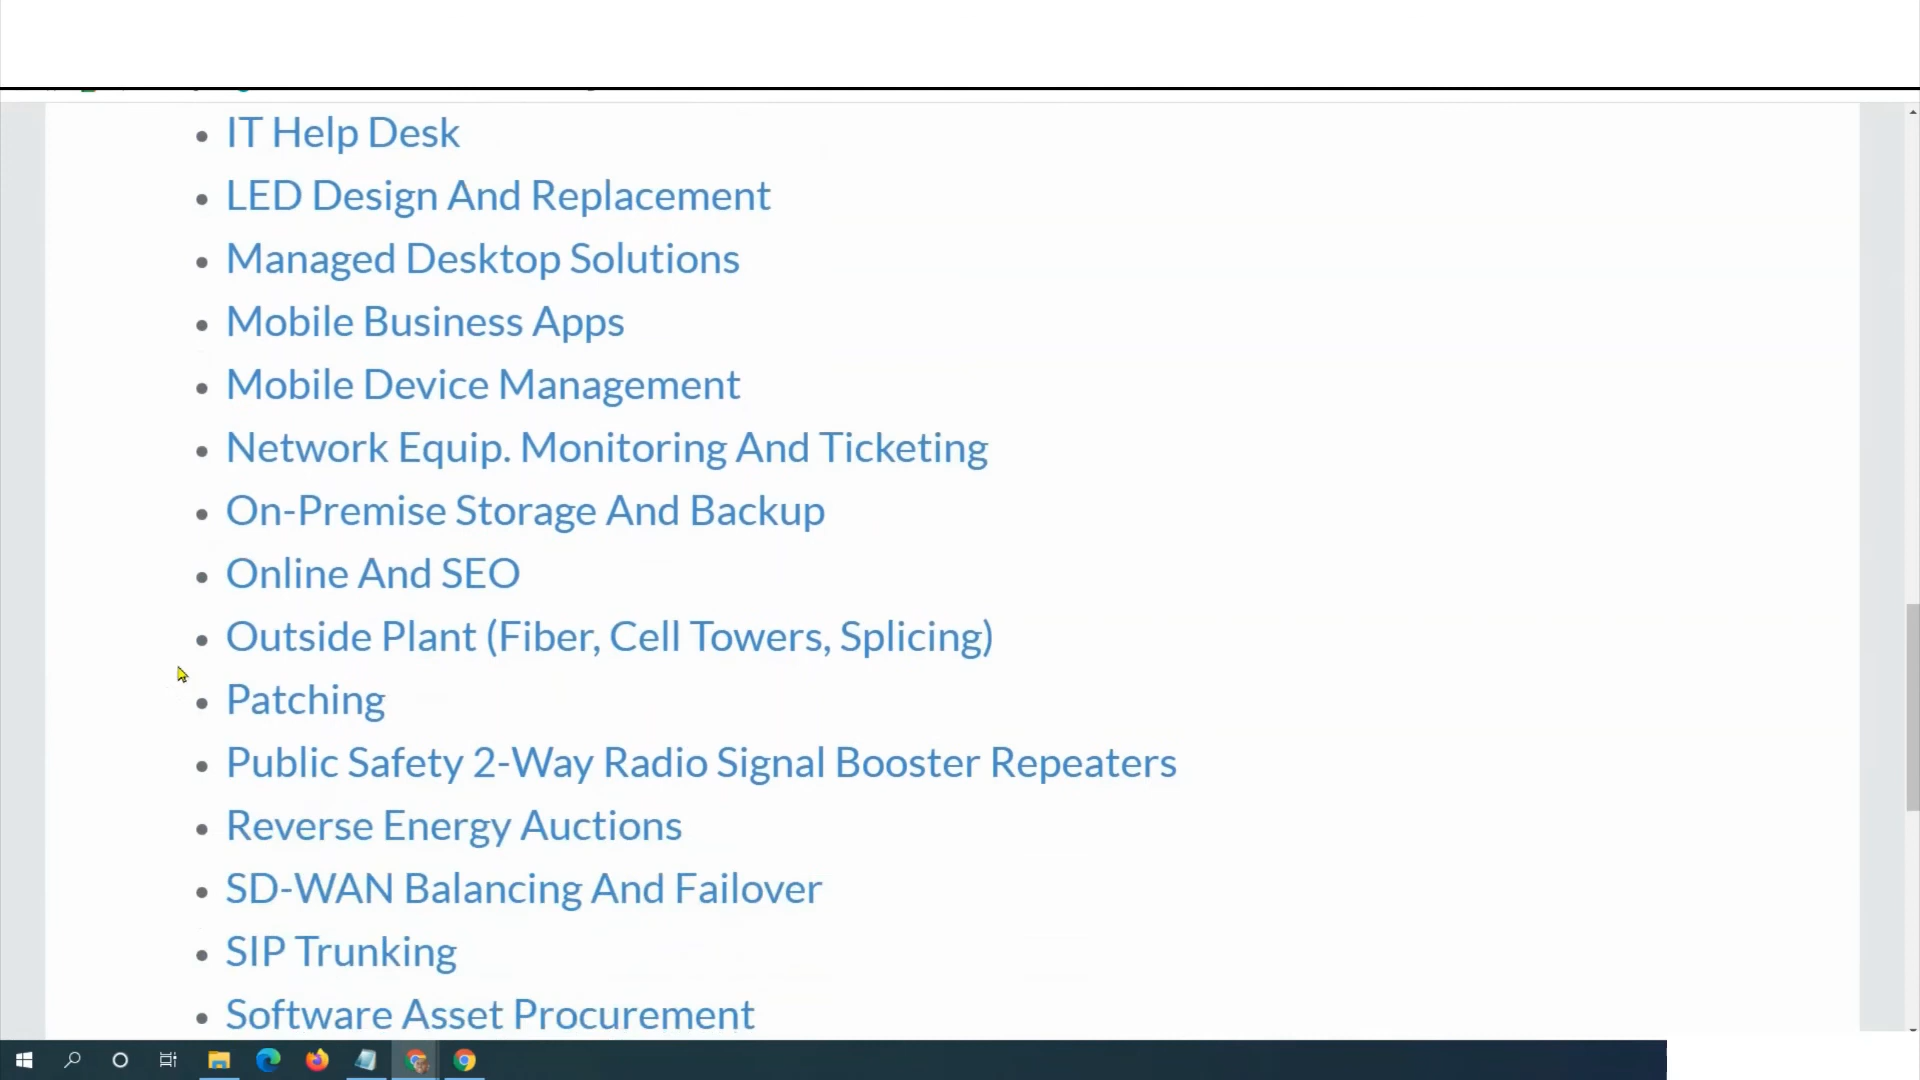 IT Help Desk
LED Design And Replacement
Managed Desktop Solutions
Mobile Business Apps
Mobile Device Management
Network Equip. Monitoring And Ticketing
On-Premise Storage And Backup
Online And SEO
Outside Plant (Fiber, Cell Towers, Splicing)
Patching
Public Safety 2-Way Radio Signal Booster Repeaters
Reverse Energy Auctions
SD-WAN Balancing And Failover
SIP Trunking
Software Asset Procurement